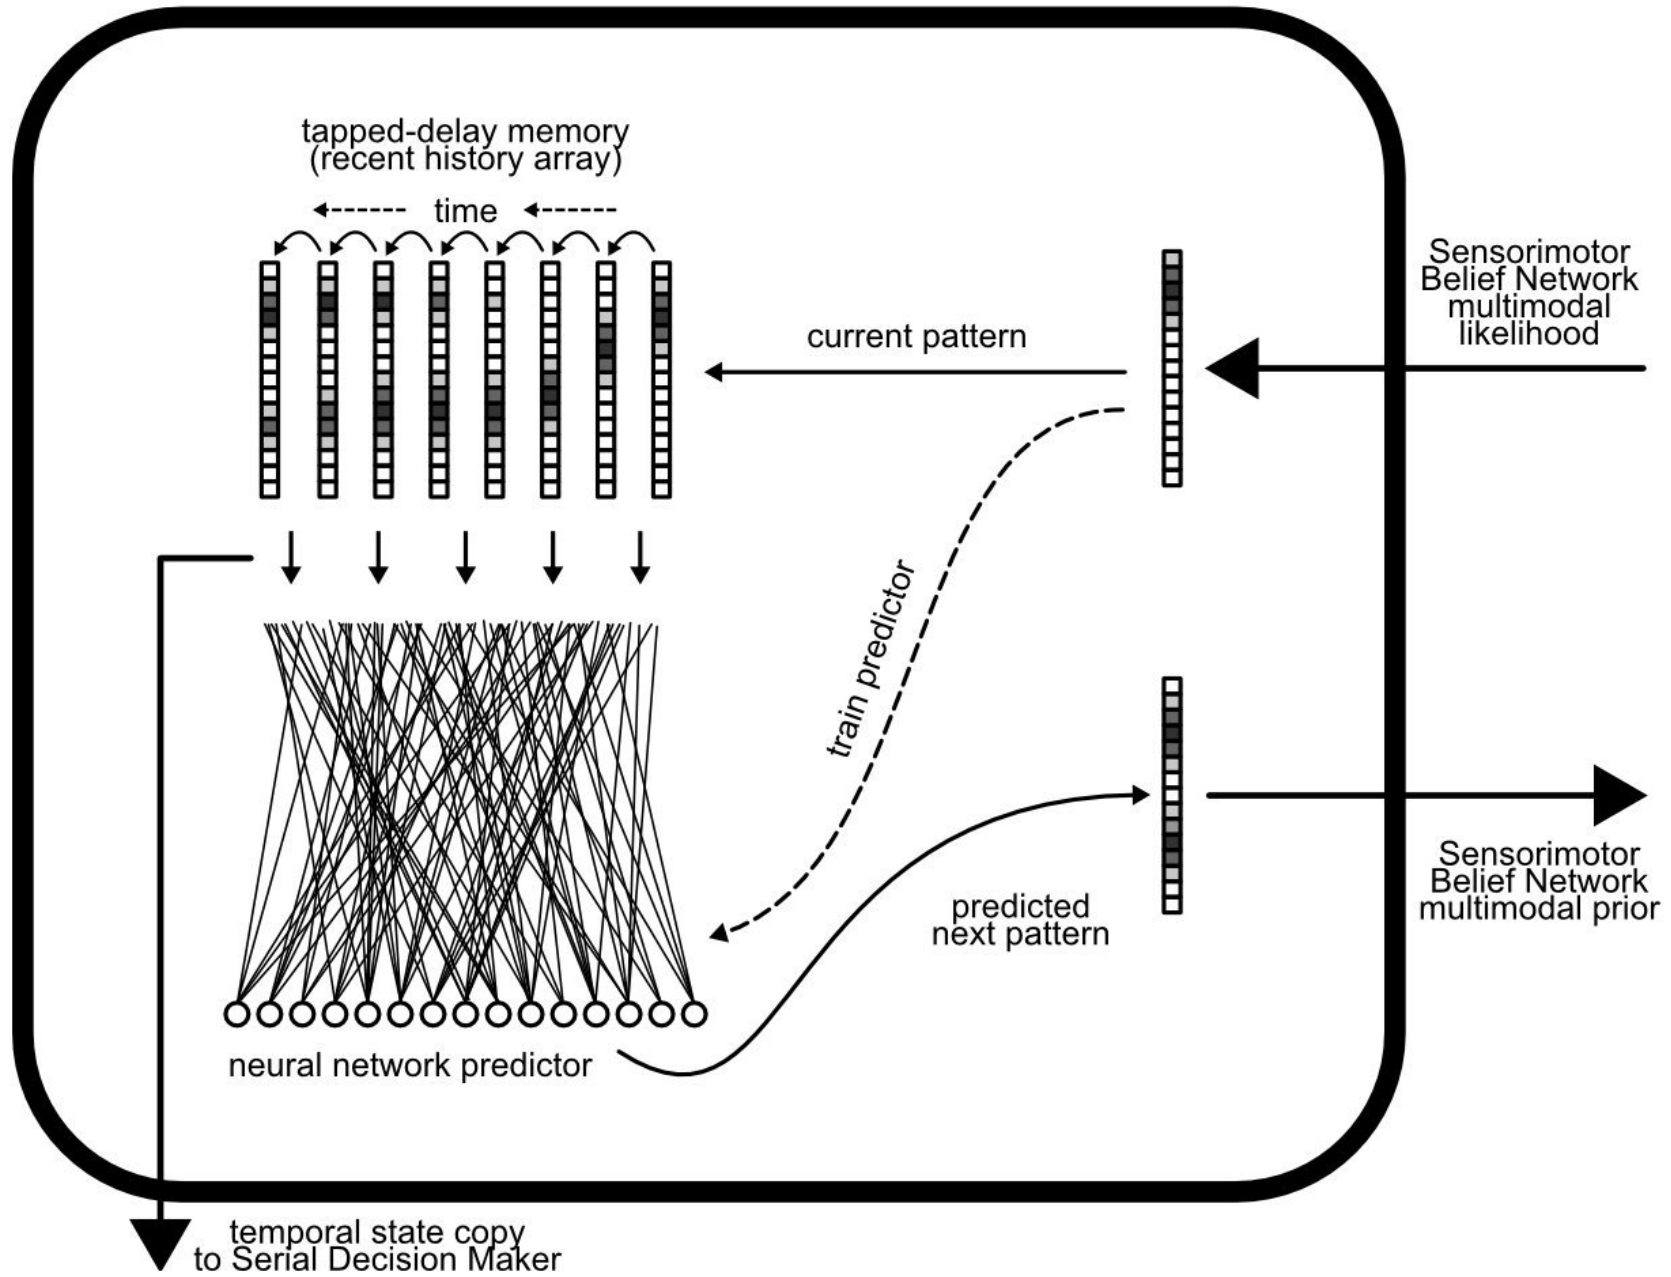 tapped-delay memory
(recent history array)
time
current pattern
Sensorimotor
Belief Network
multimodal
likelihood
train predictor
predicted
next pattern
Sensorimotor
Belief Network
multimodal prior
neural network predictor
temporal state copy
to Serial Decision Maker